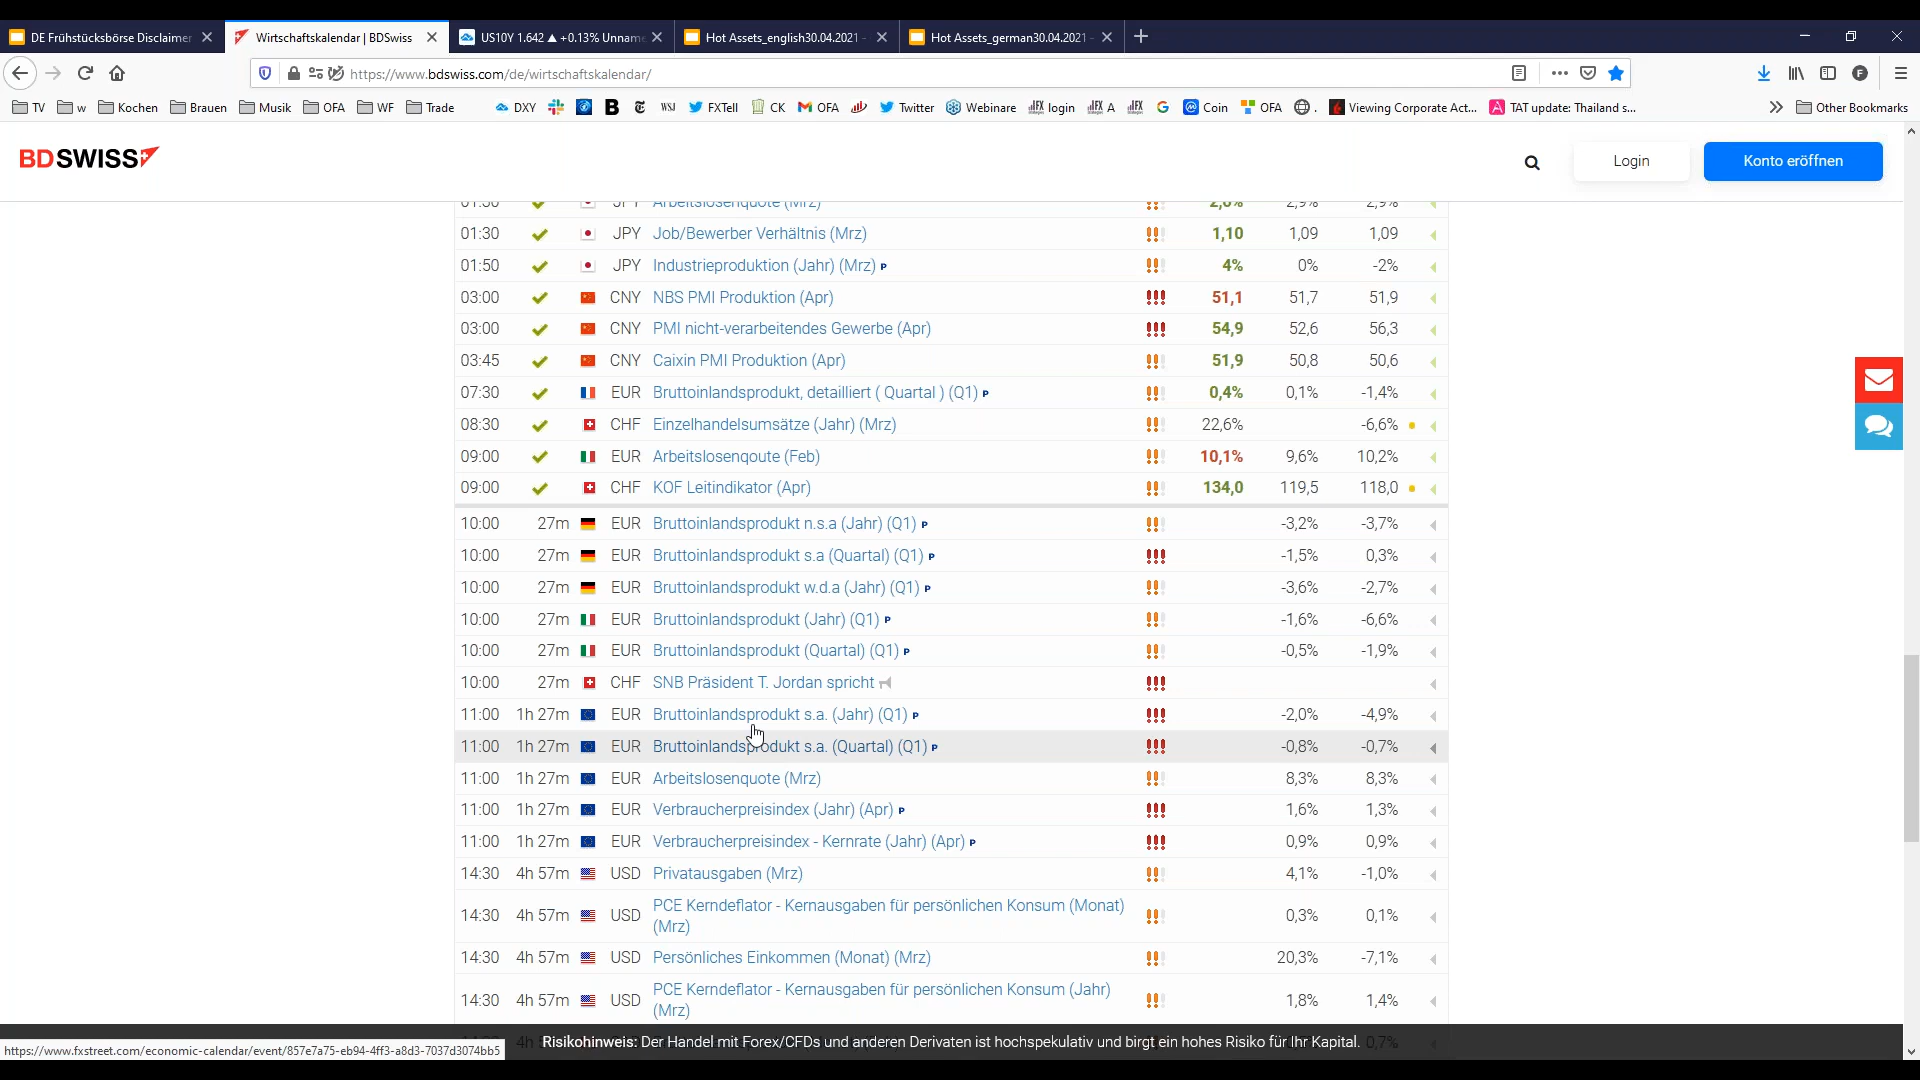 DE Frühstücksbörse Disclaimer
Wirtschaftskalendar | BDSwiss
US10Y 1.642 ▲ +0.13% Unnam
Hot Assets_english30.04.2021 -
Hot Assets_german30.04.2021 -
https://www.bdswiss.com/de/wirtschaftskalendar/
TV w Kochen Brauen Musik OFA WF Trade DXY B WSJ FXTell CK OFA Twitter Webinare login A Coin OFA . Viewing Corporate Act... TAT update: Thailand s... Other Bookmarks
BDSWISS
Login
Konto eröffnen
01:30 JPY Arbeitslosenquote (Mrz) 2,6% 2,9% 2,9%
01:30 JPY Job/Bewerber Verhältnis (Mrz) 1,10 1,09 1,09
01:50 JPY Industrieproduktion (Jahr) (Mrz) P 4% 0% -2%
03:00 CNY NBS PMI Produktion (Apr) 51,1 51,7 51,9
03:00 CNY PMI nicht-verarbeitendes Gewerbe (Apr) 54,9 52,6 56,3
03:45 CNY Caixin PMI Produktion (Apr) 51,9 50,8 50,6
07:30 EUR Bruttoinlandsprodukt, detailliert ( Quartal ) (Q1) P 0,4% 0,1% -1,4%
08:30 CHF Einzelhandelsumsätze (Jahr) (Mrz) 22,6% -6,6%
09:00 EUR Arbeitslosenqoute (Feb) 10,1% 9,6% 10,2%
09:00 CHF KOF Leitindikator (Apr) 134,0 119,5 118,0
10:00 27m EUR Bruttoinlandsprodukt n.s.a (Jahr) (Q1) P -3,2% -3,7%
10:00 27m EUR Bruttoinlandsprodukt s.a (Quartal) (Q1) P -1,5% 0,3%
10:00 27m EUR Bruttoinlandsprodukt w.d.a (Jahr) (Q1) P -3,6% -2,7%
10:00 27m EUR Bruttoinlandsprodukt (Jahr) (Q1) P -1,6% -6,6%
10:00 27m EUR Bruttoinlandsprodukt (Quartal) (Q1) P -0,5% -1,9%
10:00 27m CHF SNB Präsident T. Jordan spricht
11:00 1h 27m EUR Bruttoinlandsprodukt s.a. (Jahr) (Q1) P -2,0% -4,9%
11:00 1h 27m EUR Bruttoinlandsprodukt s.a. (Quartal) (Q1) P -0,8% -0,7%
11:00 1h 27m EUR Arbeitslosenquote (Mrz) 8,3% 8,3%
11:00 1h 27m EUR Verbraucherpreisindex (Jahr) (Apr) P 1,6% 1,3%
11:00 1h 27m EUR Verbraucherpreisindex - Kernrate (Jahr) (Apr) P 0,9% 0,9%
14:30 4h 57m USD Privatausgaben (Mrz) 4,1% -1,0%
14:30 4h 57m USD PCE Kerndeflator - Kernausgaben für persönlichen Konsum (Monat) 0,3% 0,1%
(Mrz)
14:30 4h 57m USD Persönliches Einkommen (Monat) (Mrz) 20,3% -7,1%
14:30 4h 57m USD PCE Kerndeflator - Kernausgaben für persönlichen Konsum (Jahr) 1,8% 1,4%
(Mrz)
Risikohinweis: Der Handel mit Forex/CFDs und anderen Derivaten ist hochspekulativ und birgt ein hohes Risiko für Ihr Kapital.
https://www.fxstreet.com/economic-calendar/event/857e7a75-eb94-4ff3-a8d3-7037d3074bb5